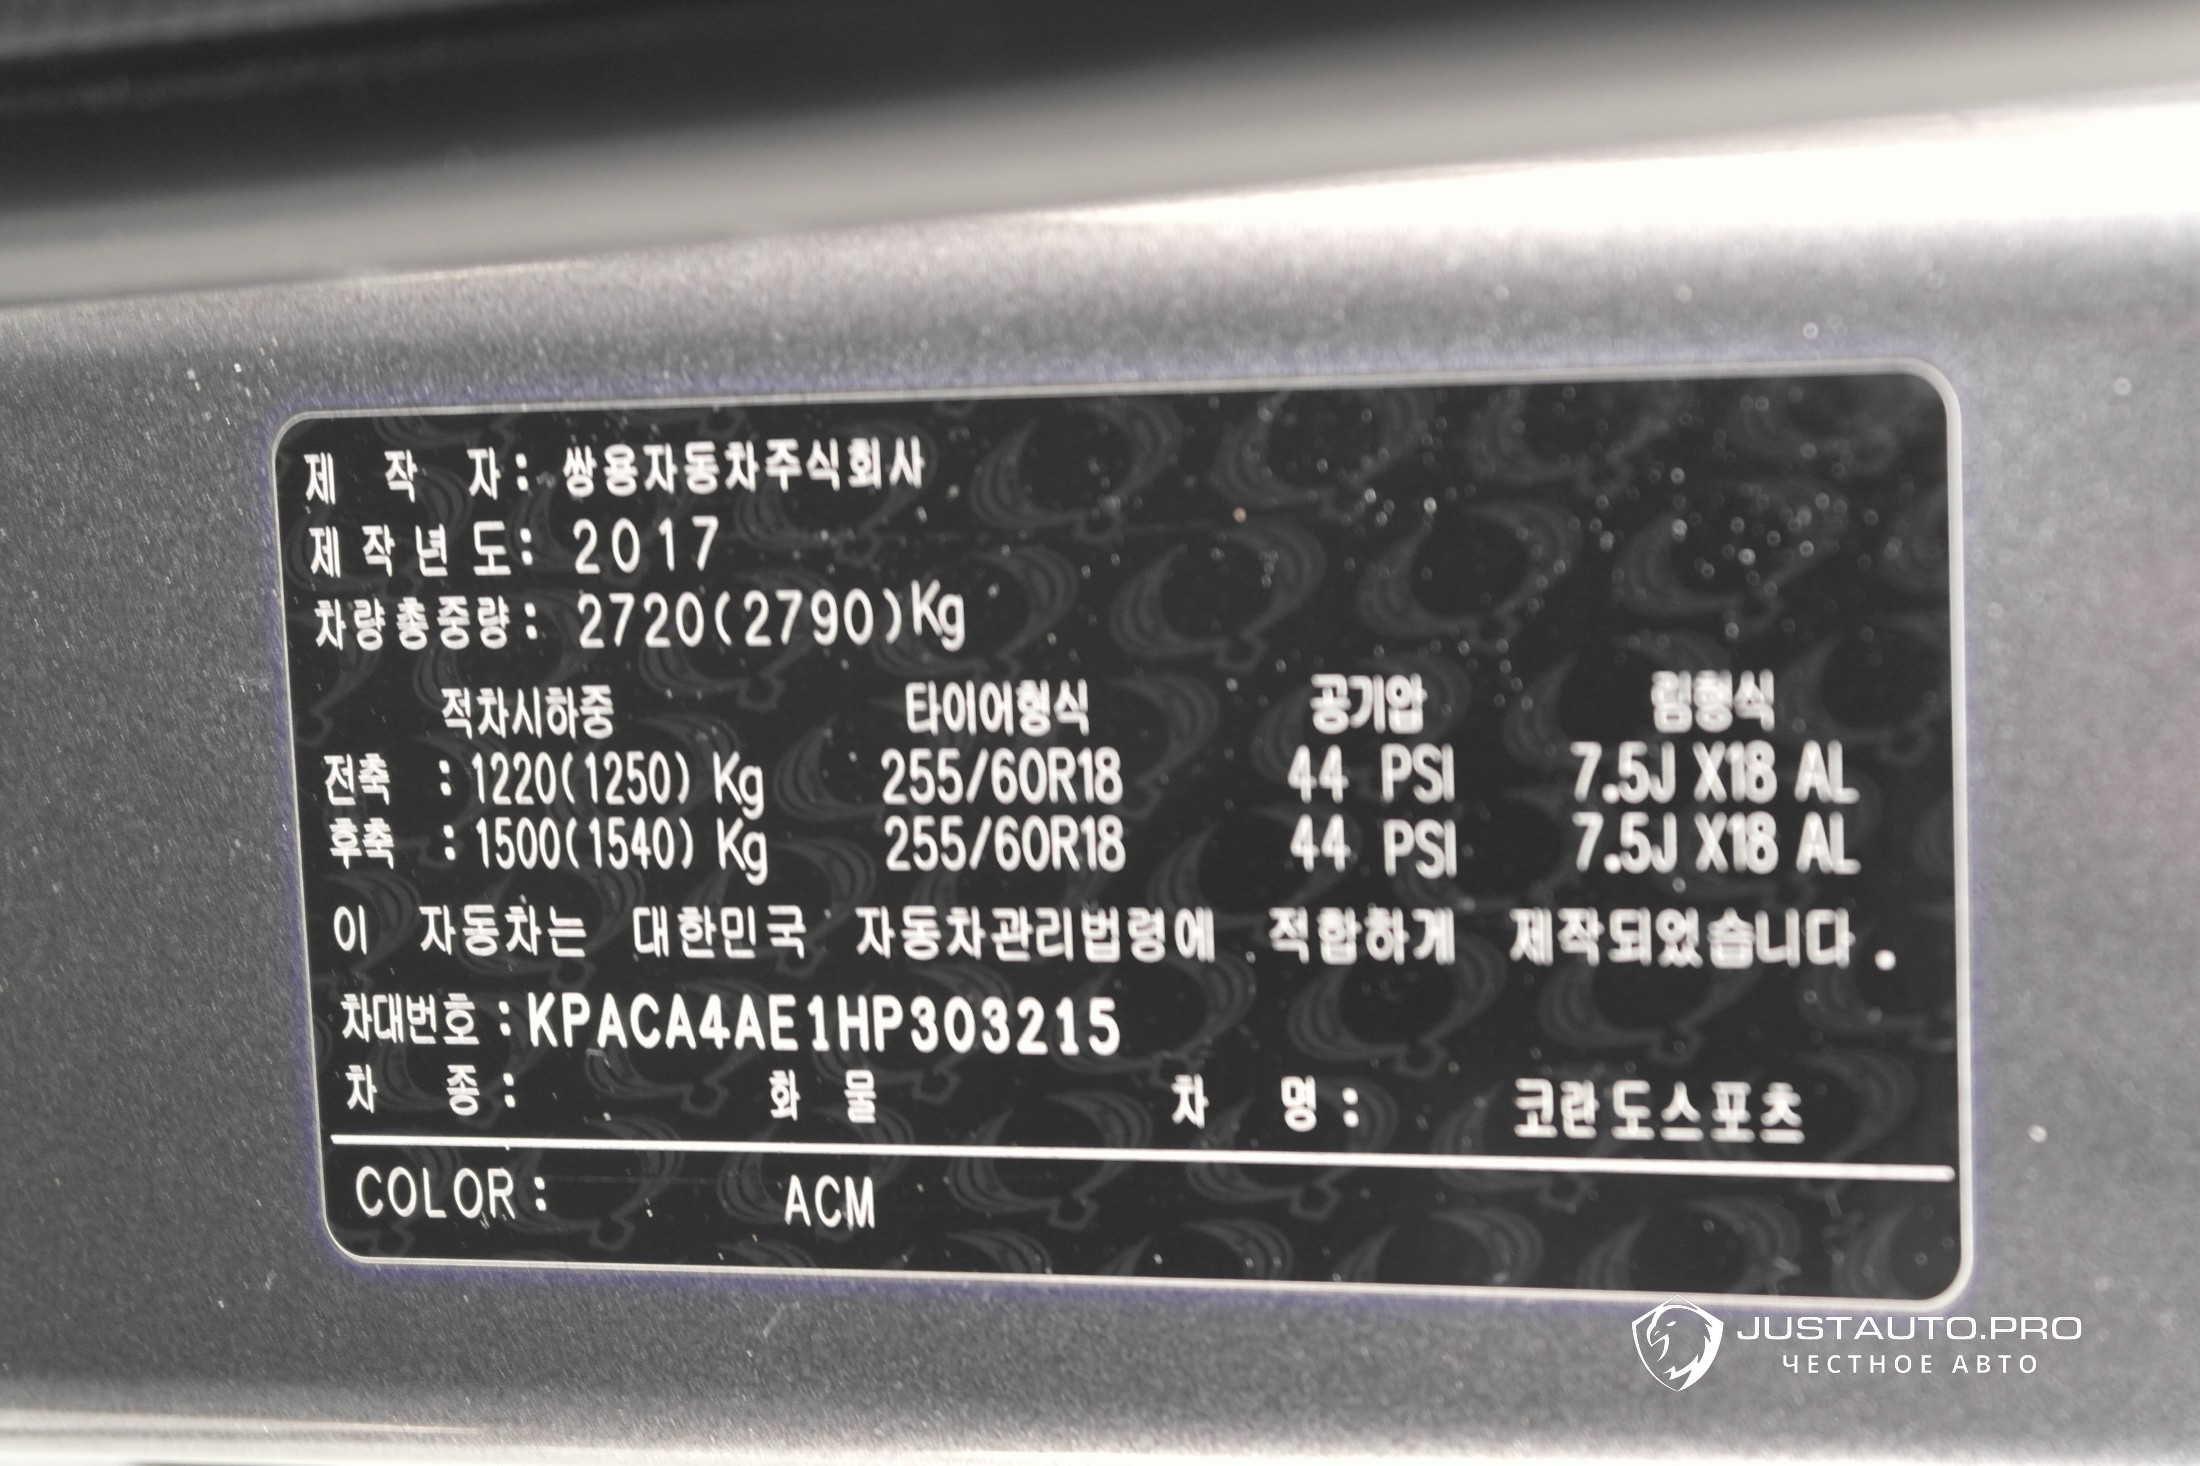 제 작 자: 쌍용자동차주식회사
제 작 년 도: 2017
차량총중량: 2720(2790)Kg
적차시하중 타이어형식 공기압 림형식
전축 : 1220(1250) Kg 255/60R18 44 PSI 7.5J X18 AL
후축 : 1500(1540) Kg 255/60R18 44 PSI 7.5J X18 AL
이 자동차는 대한민국 자동차관리법령에 적합하게 제작되었습니다.
차대번호 : KPACA4AE1HP303215
차 종: 화 물 차 명: 코란도스포츠
COLOR: ACM
JUSTAUTO.PRO
ЧЕСТНОЕ АВТО